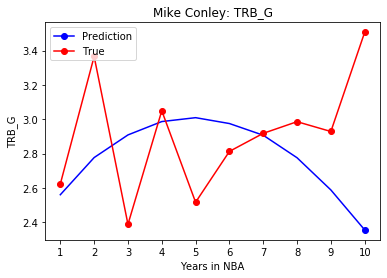 Mike Conley: TRB_G
Prediction
True
TRB_G
3.4
3.2
3.0
2.8
2.6
2.4
1 2 3 4 5 6 7 8 9 10
Years in NBA